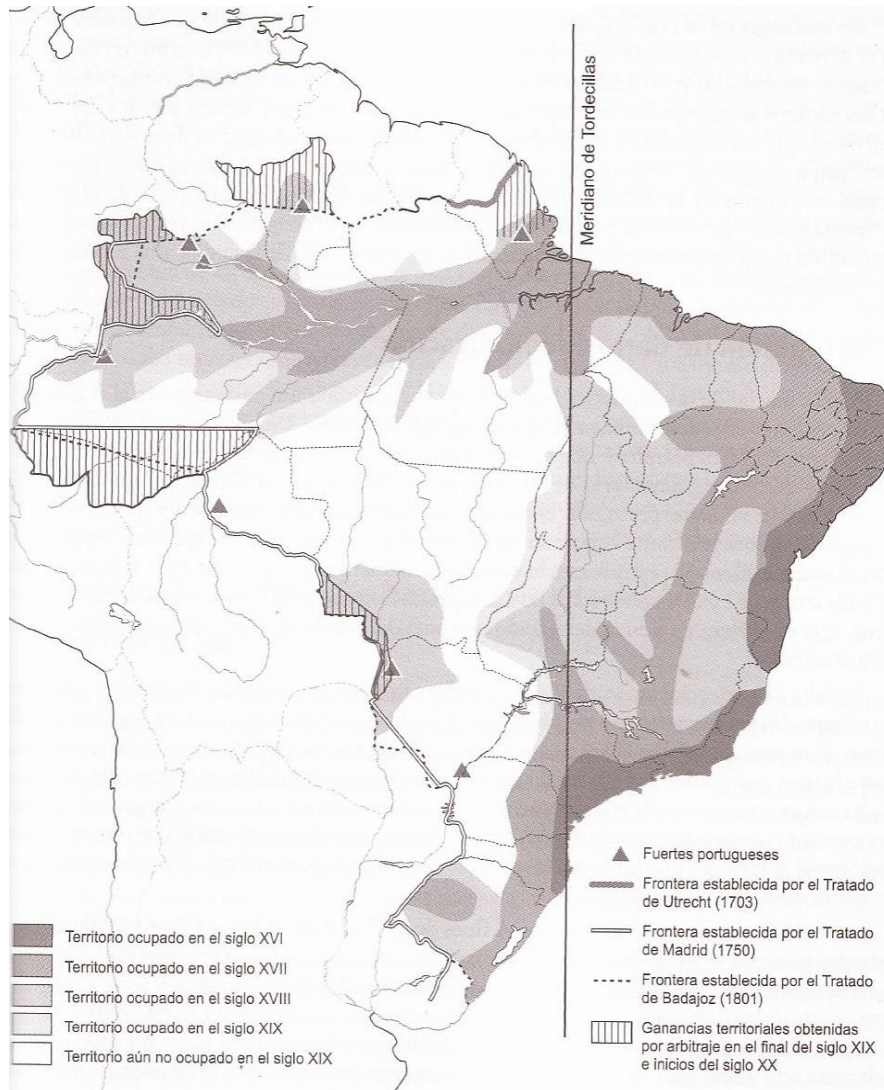 Meridiano de Tordecillas
Territorio ocupado en el siglo XVI
Territorio ocupado en el siglo XVII
Territorio ocupado en el siglo XVIII
Territorio ocupado en el siglo XIX
Territorio aún no ocupado en el siglo XIX
Fuertes portugueses
Frontera establecida por el Tratado
de Utrecht (1703)
Frontera establecida por el Tratado
de Madrid (1750)
Frontera establecida por el Tratado
de Badajoz (1801)
Ganancias territoriales obtenidas
por arbitraje en el final del siglo XIX
e inicios del siglo XX